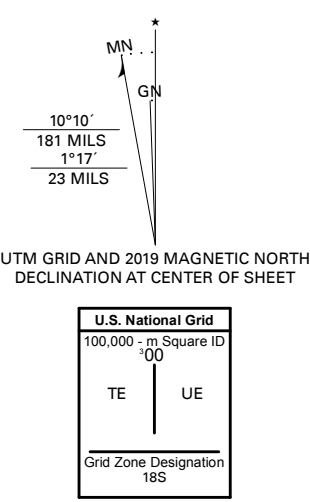 ★
MN
GN
10°10´
181 MILS
1°17´
23 MILS
UTM GRID AND 2019 MAGNETIC NORTH
DECLINATION AT CENTER OF SHEET
U.S. National Grid
100,000 - m Square ID
³00
TE UE
Grid Zone Designation
18S